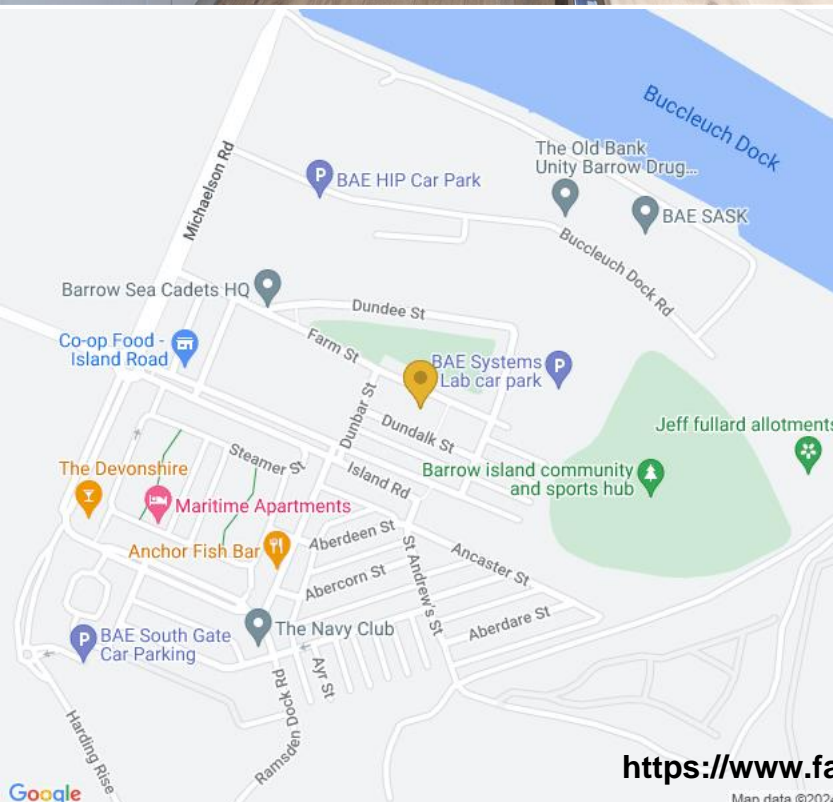 Buccleuch Dock
The Old Bank
Unity Barrow Drug...
Michaelson Rd
BAE HIP Car Park
BAE SASK
Buccleuch Dock Rd
Barrow Sea Cadets HQ
Dundee St
Co-op Food -
Island Road
Farm St
BAE Systems
Lab car park
Dunbar St
Dundalk St
Jeff fullard allotments
Steamer St
The Devonshire
Island Rd
Barrow island community
and sports hub
Maritime Apartments
Anchor Fish Bar
Aberdeen St
St Andrew's St
Ancaster St
Abercorn St
Aberdare St
The Navy Club
BAE South Gate
Car Parking
Ayr St
Ramsden Dock Rd
Harding Rise
https://www.fa
Google
Map data ©2024